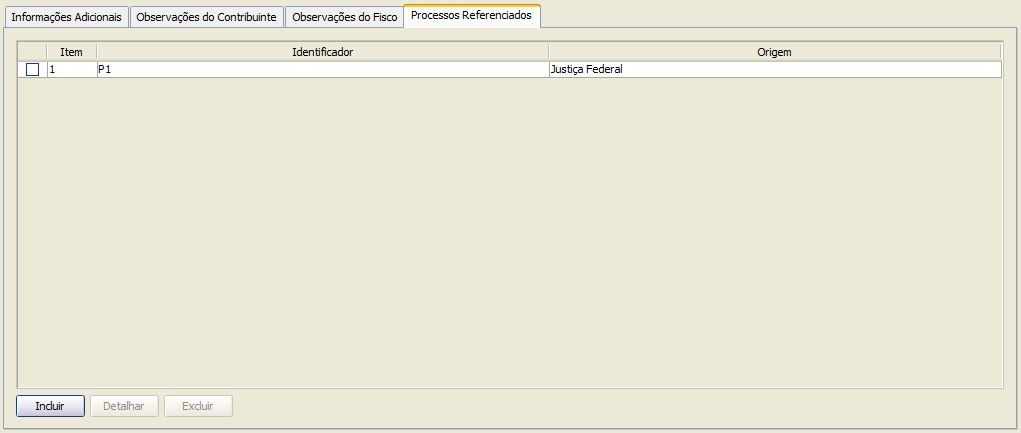 Informações Adicionais Observações do Contribuinte Observações do Fisco Processos Referenciados
Item Identificador Origem
1 P1 Justiça Federal
Incluir Detalhar Excluir